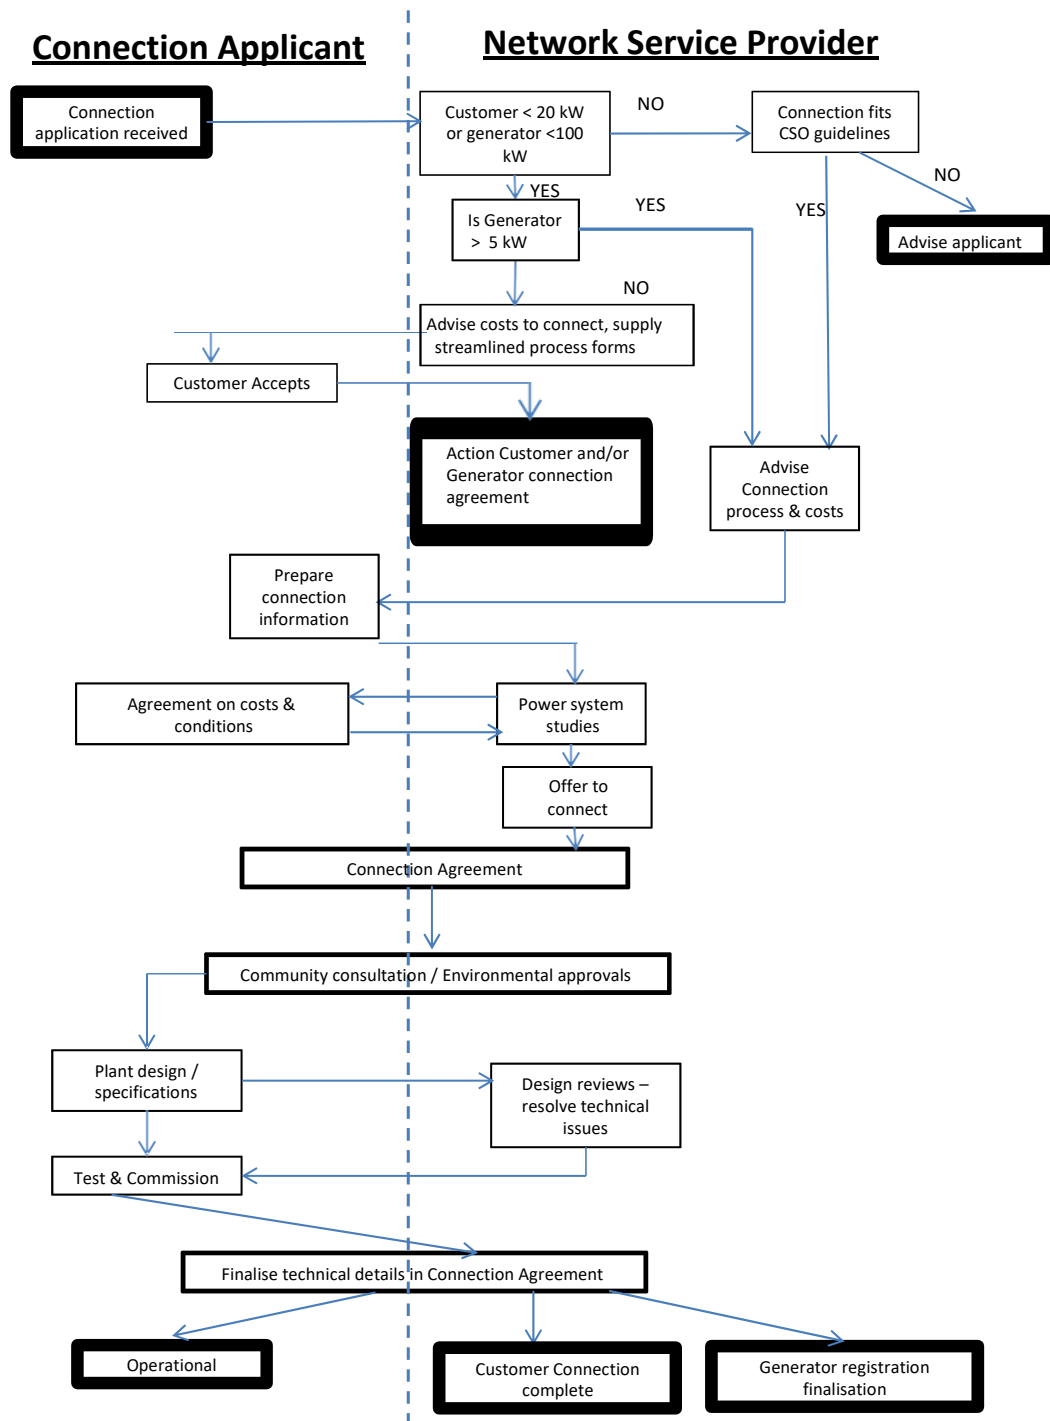 Connection Applicant
Network Service Provider
Connection
application received
Customer < 20 kW
or generator <100
kW
NO
Connection fits
CSO guidelines
NO
YES
YES
YES
Is Generator
> 5 kW
Advise applicant
NO
Advise costs to connect, supply
streamlined process forms
Customer Accepts
Action Customer and/or
Generator connection
agreement
Advise
Connection
process & costs
Prepare
connection
information
Agreement on costs &
conditions
Power system
studies
Offer to
connect
Connection Agreement
Community consultation / Environmental approvals
Plant design /
specifications
Design reviews –
resolve technical
issues
Test & Commission
Finalise technical details in Connection Agreement
Operational
Customer Connection
complete
Generator registration
finalisation